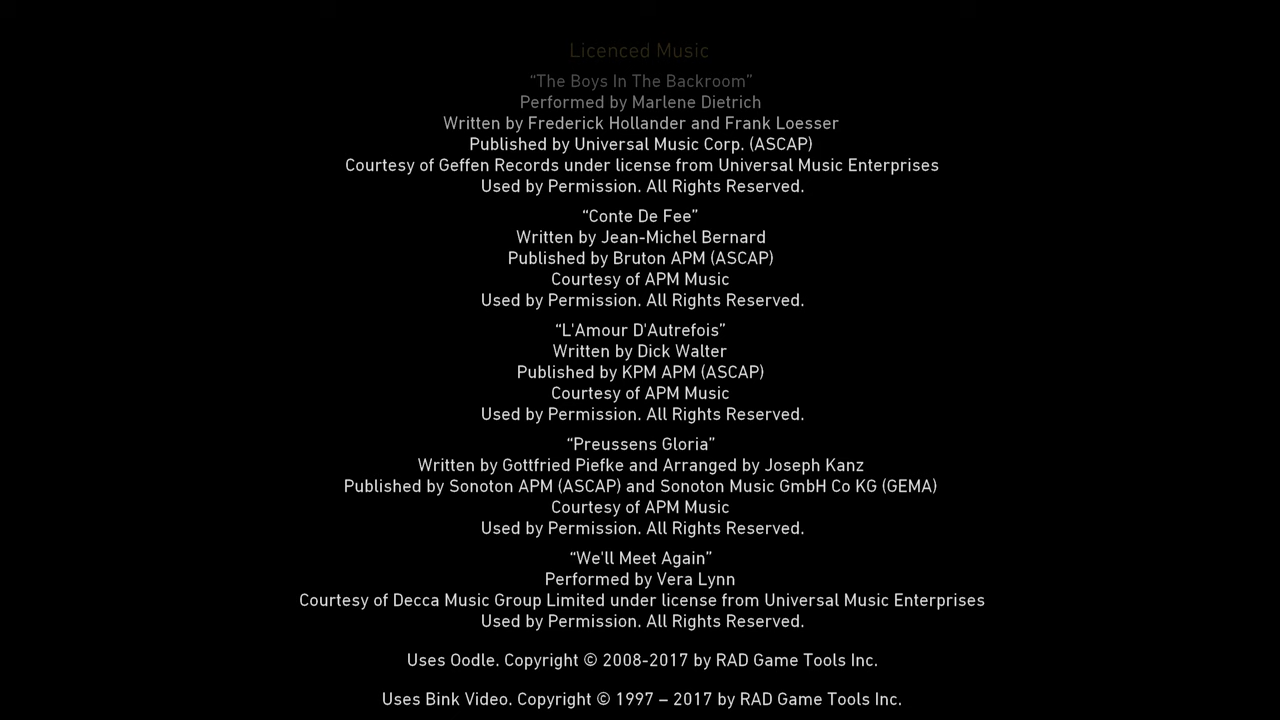 Licenced Music
“The Boys In The Backroom”
Performed by Marlene Dietrich
Written by Frederick Hollander and Frank Loesser
Published by Universal Music Corp. (ASCAP)
Courtesy of Geffen Records under license from Universal Music Enterprises
Used by Permission. All Rights Reserved.
“Conte De Fee”
Written by Jean-Michel Bernard
Published by Bruton APM (ASCAP)
Courtesy of APM Music
Used by Permission. All Rights Reserved.
“L'Amour D'Autrefois”
Written by Dick Walter
Published by KPM APM (ASCAP)
Courtesy of APM Music
Used by Permission. All Rights Reserved.
“Preussens Gloria”
Written by Gottfried Piefke and Arranged by Joseph Kanz
Published by Sonoton APM (ASCAP) and Sonoton Music GmbH Co KG (GEMA)
Courtesy of APM Music
Used by Permission. All Rights Reserved.
“We'll Meet Again”
Performed by Vera Lynn
Courtesy of Decca Music Group Limited under license from Universal Music Enterprises
Used by Permission. All Rights Reserved.
Uses Oodle. Copyright © 2008-2017 by RAD Game Tools Inc.
Uses Bink Video. Copyright © 1997 – 2017 by RAD Game Tools Inc.